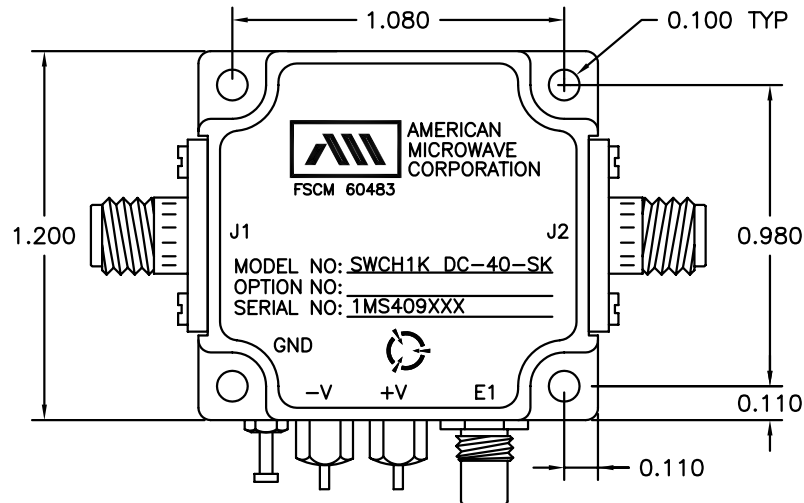 1.080
0.100 TYP
AMERICAN
MICROWAVE
CORPORATION
FSCM 60483
1.200
J1
J2
0.980
MODEL NO: SWCH1K DC-40-SK
OPTION NO:
SERIAL NO: 1MS409XXX
GND
-V
+V
E1
0.110
0.110